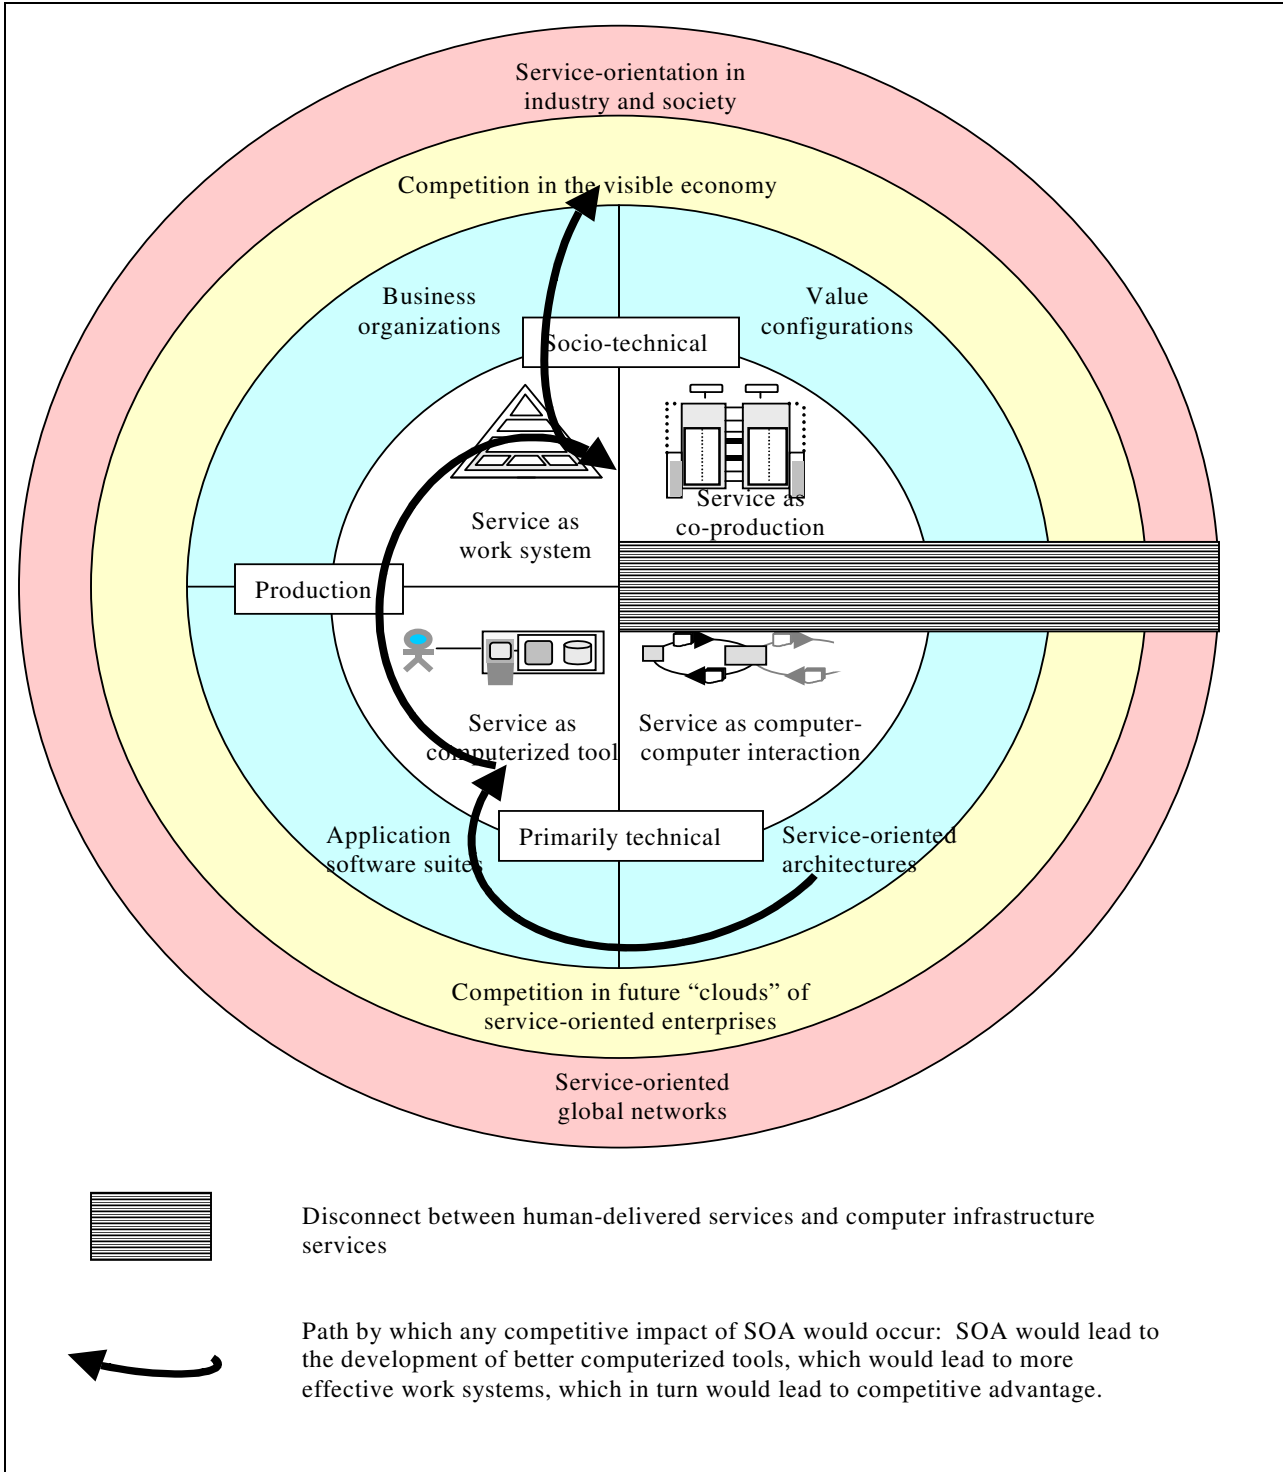 Service-orientation in
industry and society
Competition in the visible economy
Business
organizations
Value
configurations
Socio-technical
Service as
work system
Service as
co-production
Production
Service as
computerized tool
Service as computer-
computer interaction
Application
software suites
Primarily technical
Service-oriented
architectures
Competition in future “clouds” of
service-oriented enterprises
Service-oriented
global networks
Disconnect between human-delivered services and computer infrastructure
services
Path by which any competitive impact of SOA would occur:  SOA would lead to
the development of better computerized tools, which would lead to more
effective work systems, which in turn would lead to competitive advantage.